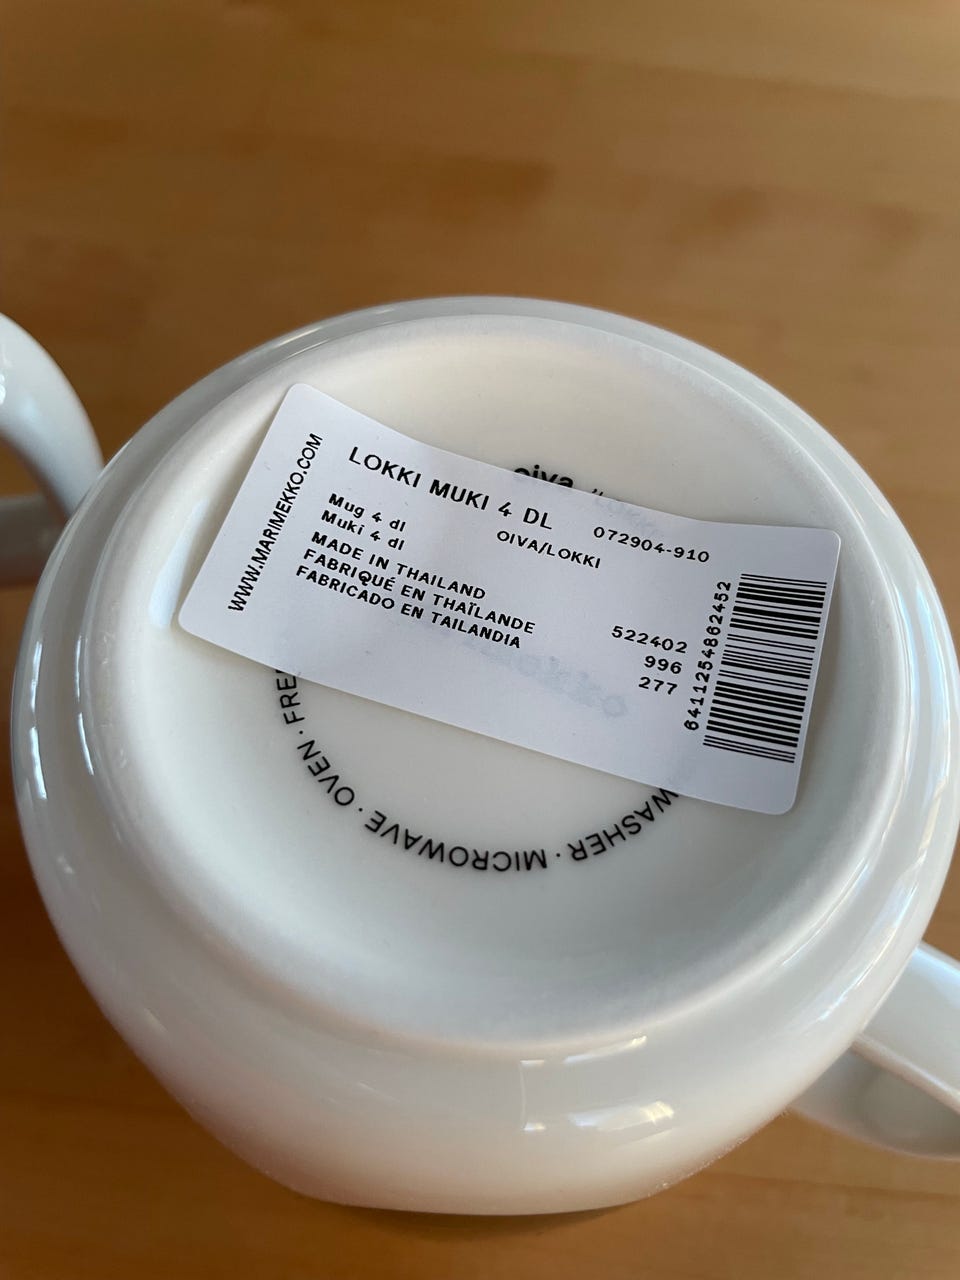 WWW.MARIMEKKO.COM
LOKKI MUKI 4 DL
072904-910
OIVA/LOKKI
Mug 4 dl
Muki 4 dl
MADE IN THAILAND
FABRIQUÉ EN THAÏLANDE
FABRICADO EN TAILANDIA
522402
996
277
6411254862452
oiva
WASHER · MICROWAVE · OVEN · FREE